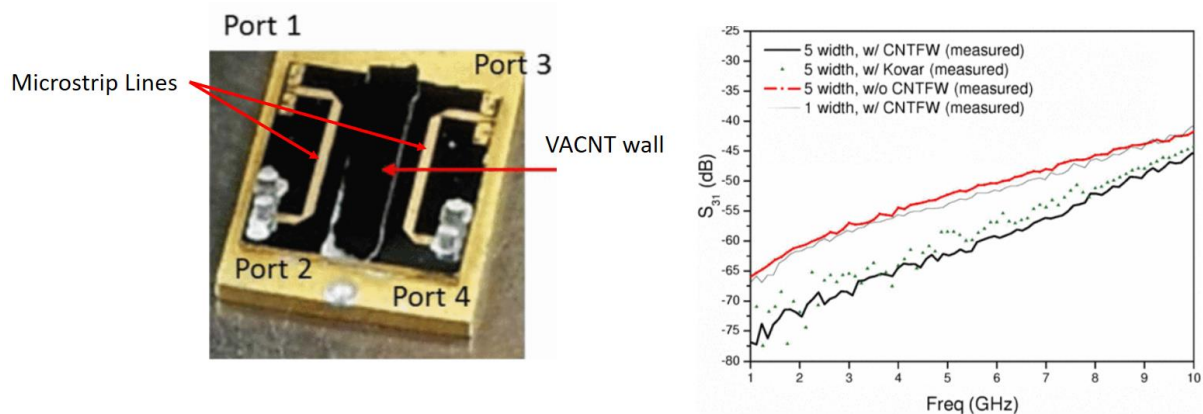 Port 1
Microstrip Lines
Port 3
VACNT wall
Port 2
Port 4
-25
-31
-35
-40
-45
-50
-55
-60
-65
-70
-75
-80
S31 (dB)
5 width, w/ CNTFW (measured)
5 width, w/ Kovar (measured)
5 width, w/o CNTFW (measured)
1 width, w/ CNTFW (measured)
1 2 3 4 5 6 7 8 9 10
Freq (GHz)